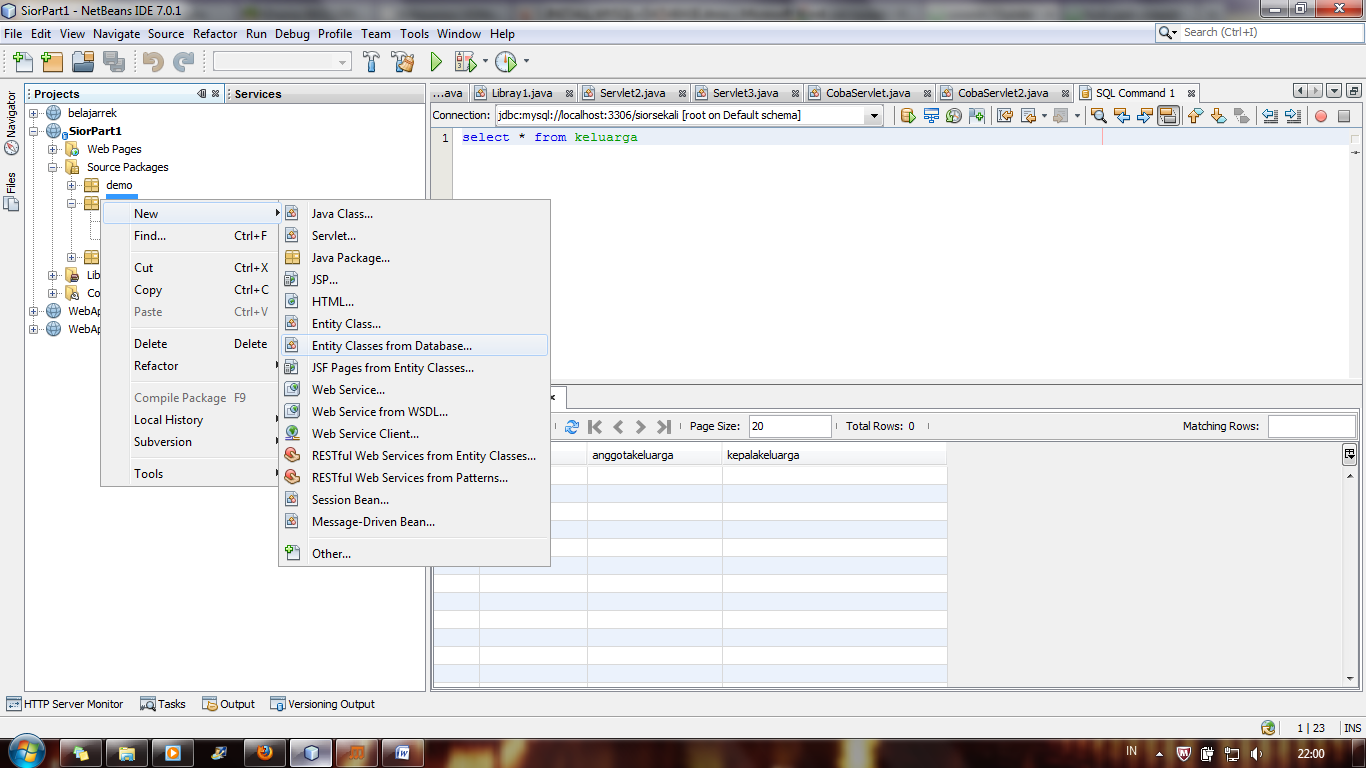 SiorPart1 - NetBeans IDE 7.0.1
File Edit View Navigate Source Refactor Run Debug Profile Team Tools Window Help
Search (Ctrl+I)
Projects
Services
Navigator
Files
belajarrek
SiorPart1
Web Pages
Source Packages
demo
Lib
Co
WebAp
WebAp
...ava
Libray1.java
Servlet2.java
Servlet3.java
CobaServlet.java
CobaServlet2.java
SQL Command 1
Connection: jdbc:mysql://localhost:3306/siorsekali [root on Default schema]
1 select * from keluarga
New
Find... Ctrl+F
Cut Ctrl+X
Copy Ctrl+C
Paste Ctrl+V
Delete Delete
Refactor
Compile Package F9
Local History
Subversion
Tools
Java Class...
Servlet...
Java Package...
JSP...
HTML...
Entity Class...
Entity Classes from Database...
JSF Pages from Entity Classes...
Web Service...
Web Service from WSDL...
Web Service Client...
RESTful Web Services from Entity Classes...
RESTful Web Services from Patterns...
Session Bean...
Message-Driven Bean...
Other...
Page Size: 20 Total Rows: 0 Matching Rows:
anggotakeluarga kepalakeluarga
HTTP Server Monitor Tasks Output Versioning Output
1 | 23 INS
IN 22:00